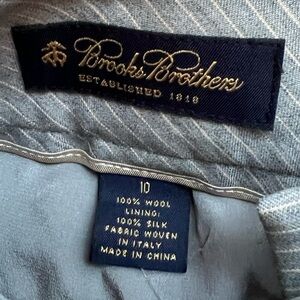 Brooks Brothers
ESTABLISHED 1818
10
100% WOOL
LINING:
100% SILK
FABRIC WOVEN
IN ITALY
MADE IN CHINA